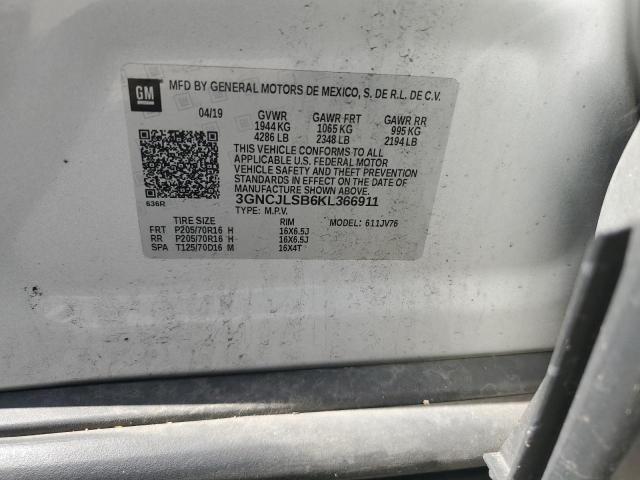 GM
MFD BY GENERAL MOTORS DE MEXICO, S. DE R.L. DE C.V.
04/19 GVWR GAWR FRT GAWR RR
1944 KG 1065 KG 995 KG
4286 LB 2348 LB 2194 LB
THIS VEHICLE CONFORMS TO ALL
APPLICABLE U.S. FEDERAL MOTOR
VEHICLE SAFETY AND THEFT PREVENTION
STANDARDS IN EFFECT ON THE DATE OF
MANUFACTURE SHOWN ABOVE.
636R 3GNCJLSB6KL366911
TYPE: M.P.V. MODEL: 611JV76
TIRE SIZE RIM
FRT P205/70R16 H 16X6.5J
RR P205/70R16 H 16X6.5J
SPA T125/70D16 M 16X4T